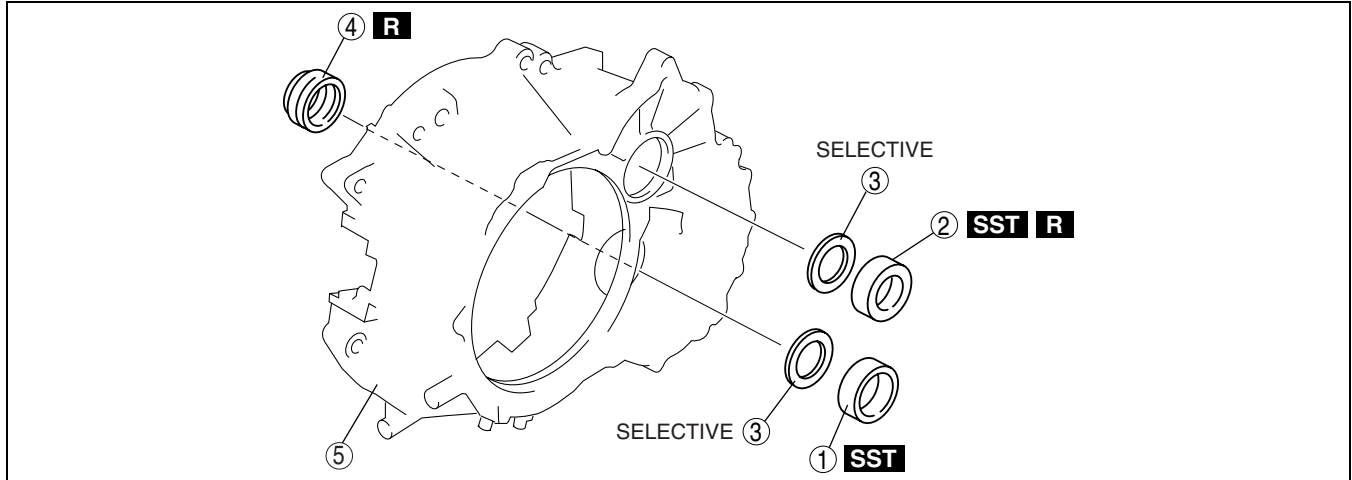 ④ R
SELECTIVE
③
② SST R
SELECTIVE ③
⑤
① SST